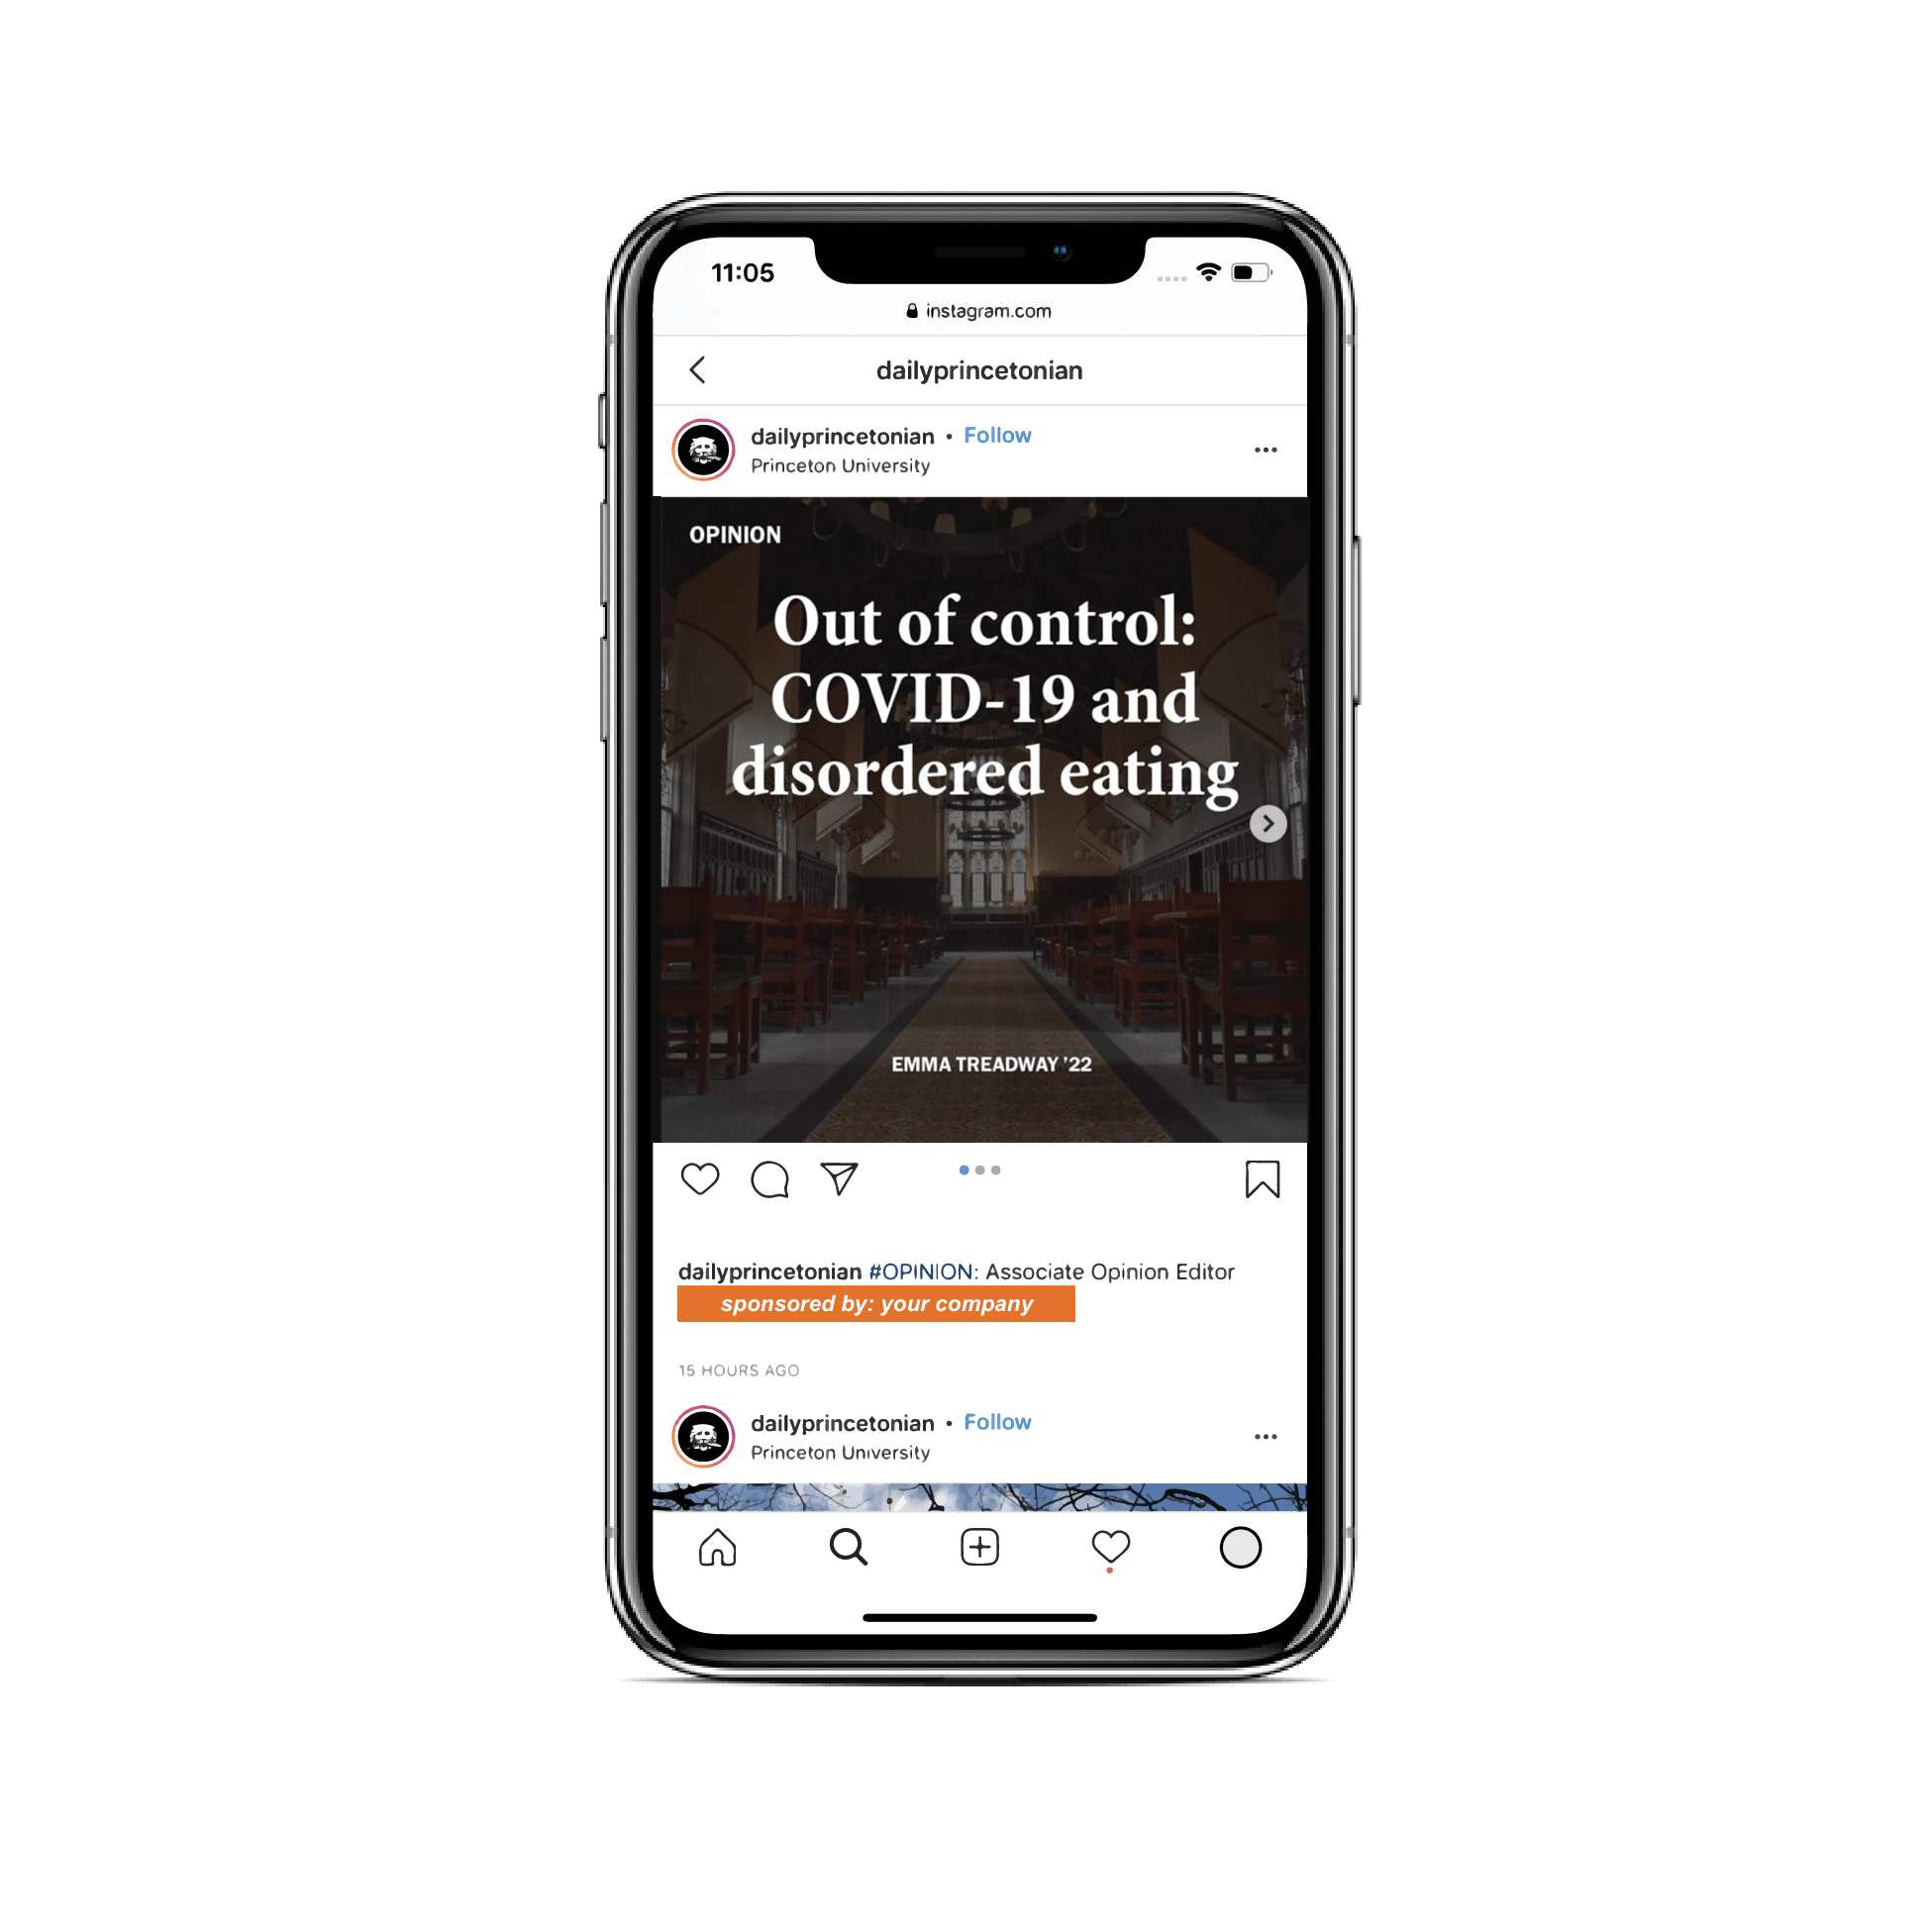 11:05
instagram.com
dailyprincetonian
dailyprincetonian • Follow
Princeton University
OPINION
Out of control:
COVID-19 and
disordered eating
EMMA TREADWAY ’22
dailyprincetonian #OPINION: Associate Opinion Editor
sponsored by: your company
15 HOURS AGO
dailyprincetonian • Follow
Princeton University